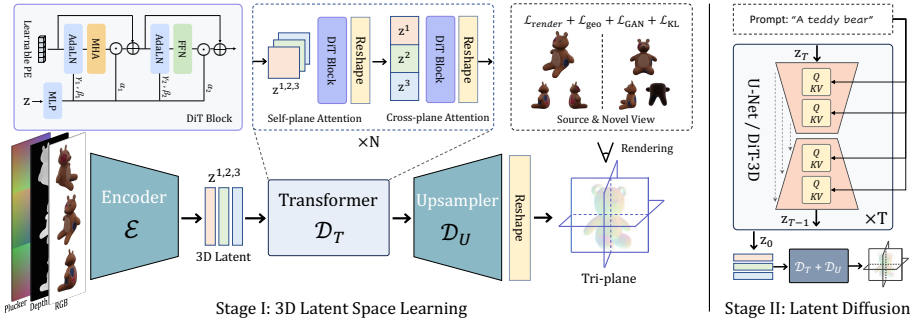 Learnable PE
AdaLN
MHA
AdaLN
FFN
Z
MLP
γ₁, β₁
α₁
γ₂, β₂
α₂
DiT Block
z¹,²,³
DiT Block
Reshape
z¹
z²
z³
DiT Block
Reshape
Self-plane Attention
Cross-plane Attention
×N
ℒrender + ℒgeo + ℒGAN + ℒKL
Source & Novel View
Rendering
Plucker
Depth
RGB
Encoder
ℰ
z¹,²,³
3D Latent
Transformer
𝒟T
Upsampler
𝒟U
Reshape
Tri-plane
Stage I: 3D Latent Space Learning
Prompt: “A teddy bear”
zT
U-Net / DiT-3D
Q
KV
Q
KV
Q
KV
Q
KV
zT−1
×T
z₀
𝒟T + 𝒟U
Stage II: Latent Diffusion